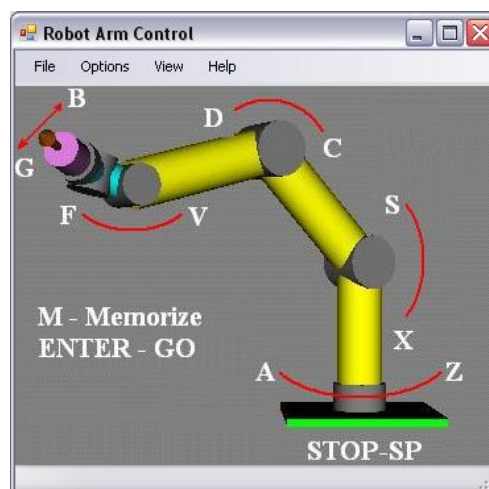 Robot Arm Control
File Options View Help
B
D
C
G
S
F
V
M - Memorize
ENTER - GO
X
A
Z
STOP-SP